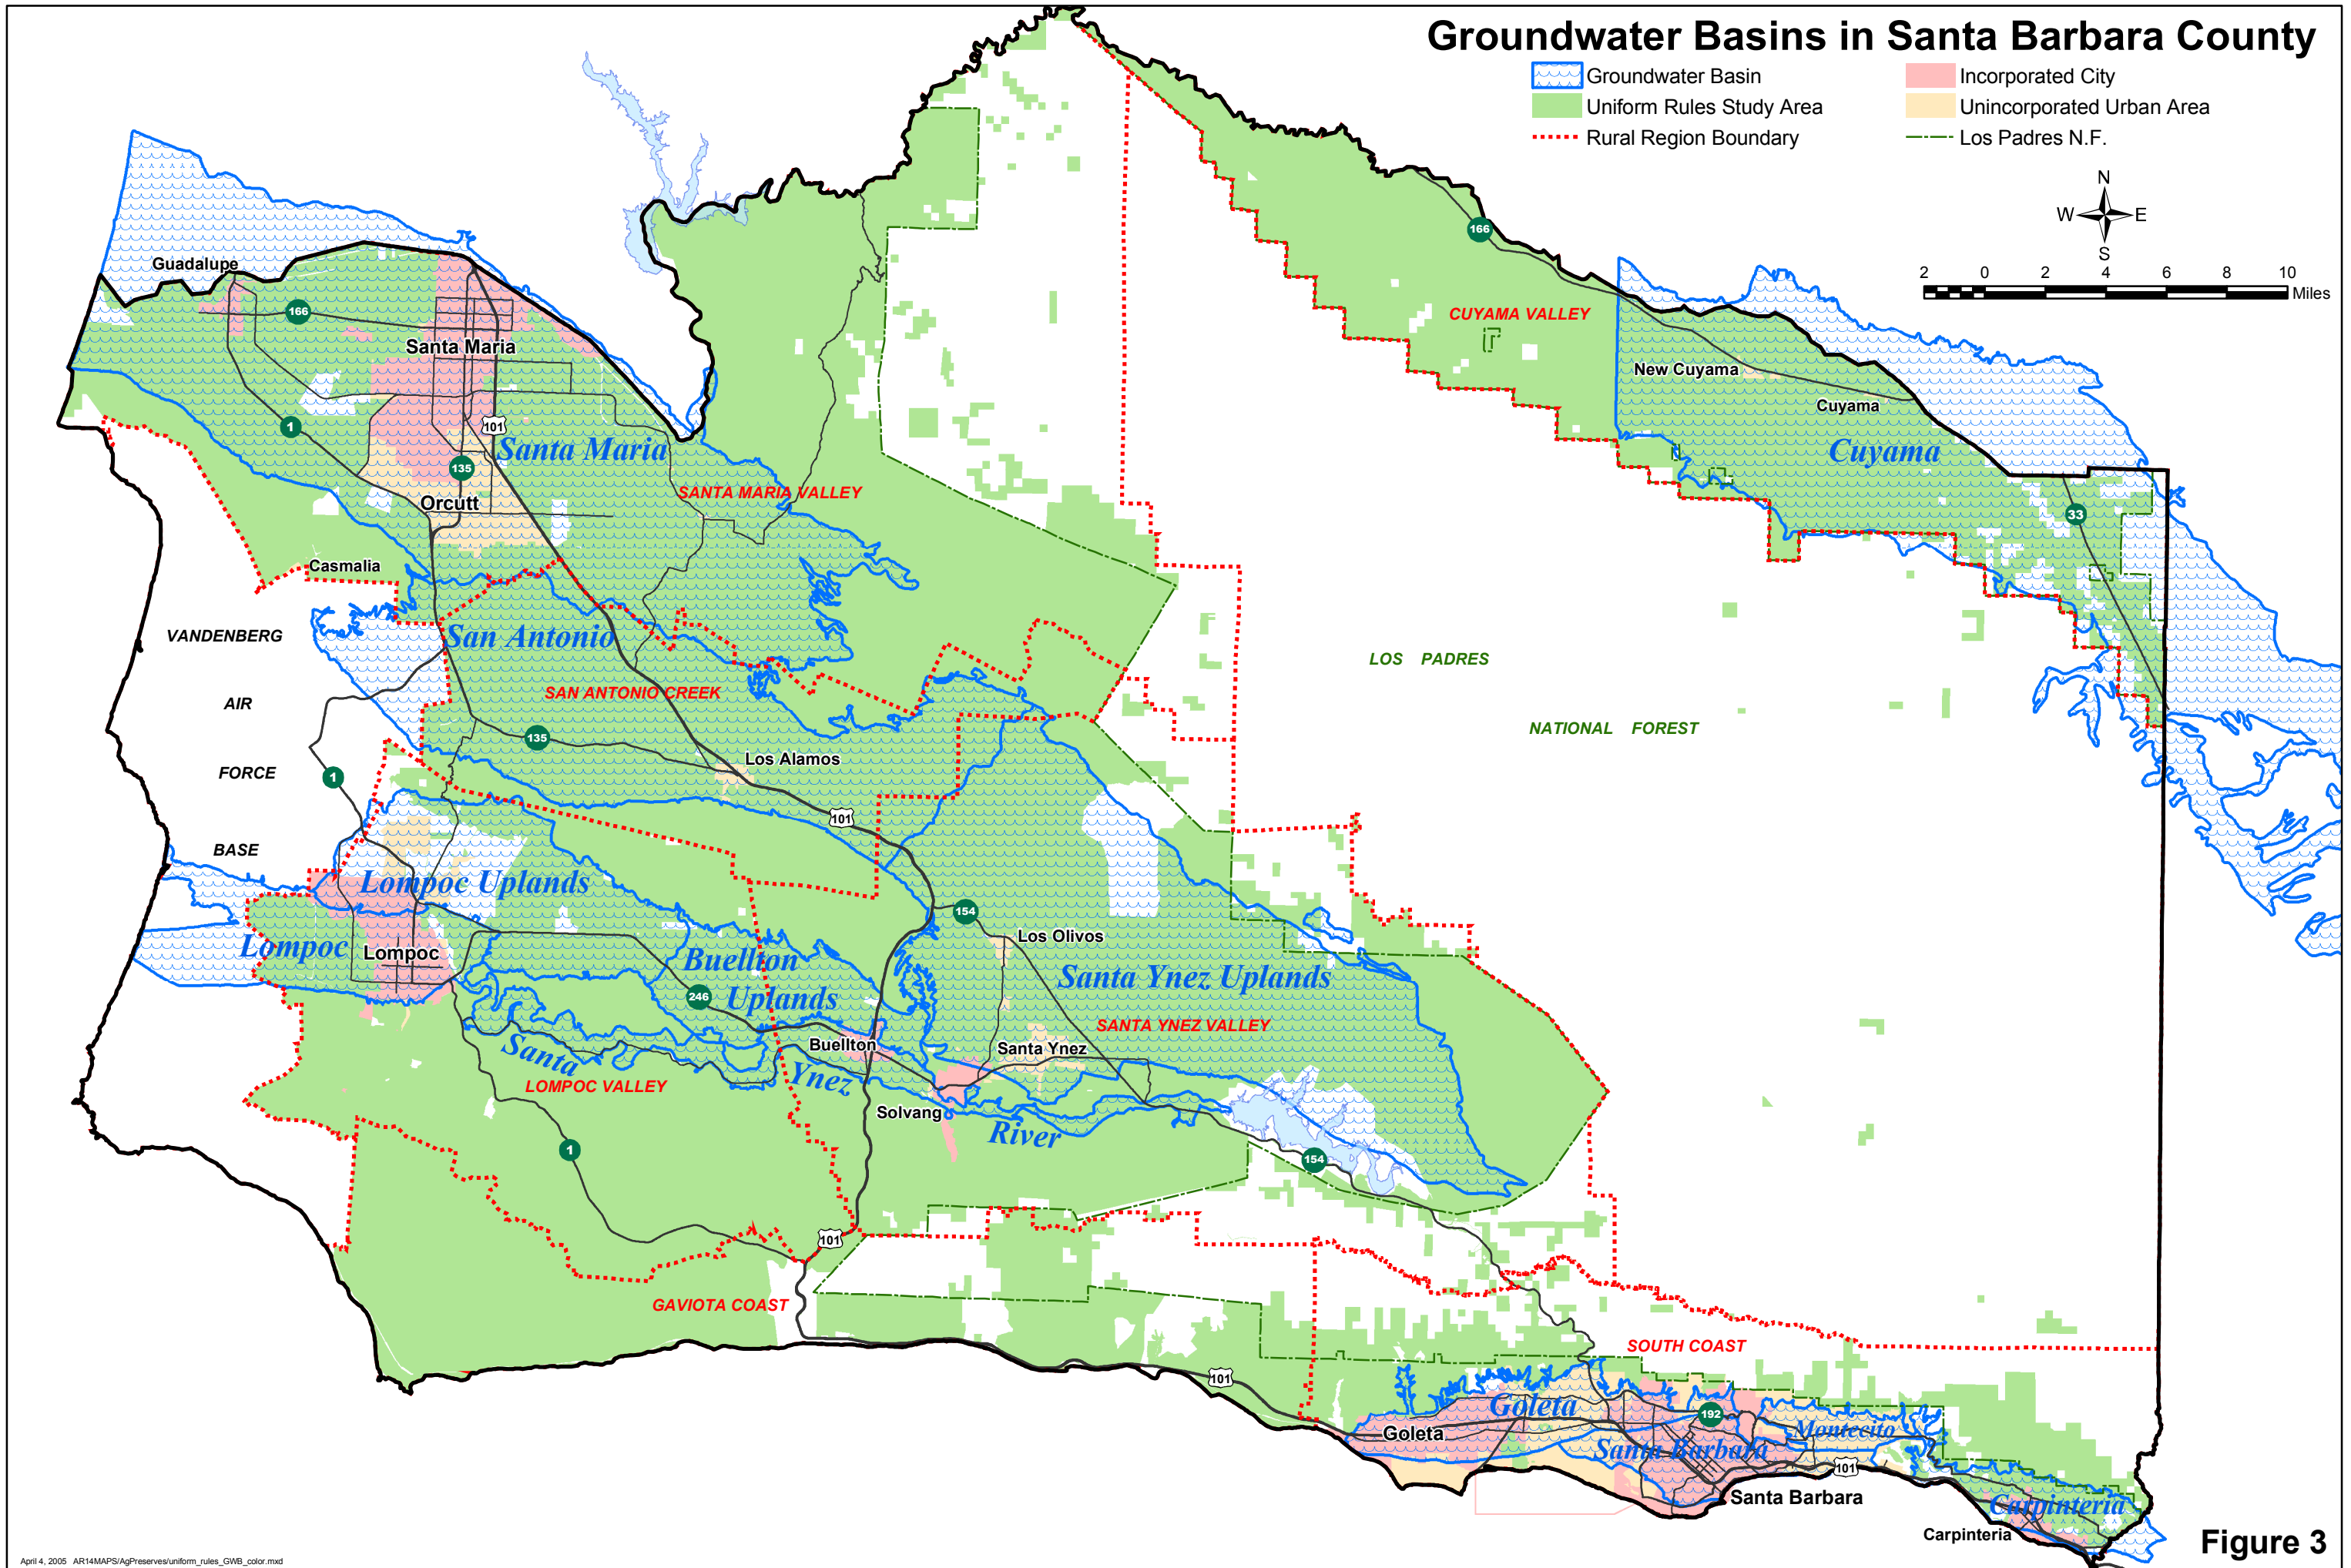 Groundwater Basins in Santa Barbara County
Groundwater Basin
Incorporated City
Uniform Rules Study Area
Unincorporated Urban Area
Rural Region Boundary
Los Padres N.F.
N
W E
S
2 0 2 4 6 8 10
Miles
166
Guadalupe
166
CUYAMA VALLEY
Santa Maria
New Cuyama
Cuyama
1
101
Santa Maria
Cuyama
135
SANTA MARIA VALLEY
Orcutt
33
Casmalia
VANDENBERG
San Antonio
LOS PADRES
SAN ANTONIO CREEK
AIR
NATIONAL FOREST
135
Los Alamos
FORCE
1
101
BASE
Lompoc Uplands
154
Los Olivos
Lompoc
Lompoc
Buellton
Uplands
Santa Ynez Uplands
246
SANTA YNEZ VALLEY
Buellton
Santa Ynez
Santa
Ynez
River
LOMPOC VALLEY
Solvang
1
154
101
GAVIOTA COAST
SOUTH COAST
101
Goleta
192
Goleta
Montecito
Santa Barbara
101
Santa Barbara
Carpinteria
Carpinteria
Figure 3
April 4, 2005 AR14MAPS/AgPreserves/uniform_rules_GWB_color.mxd